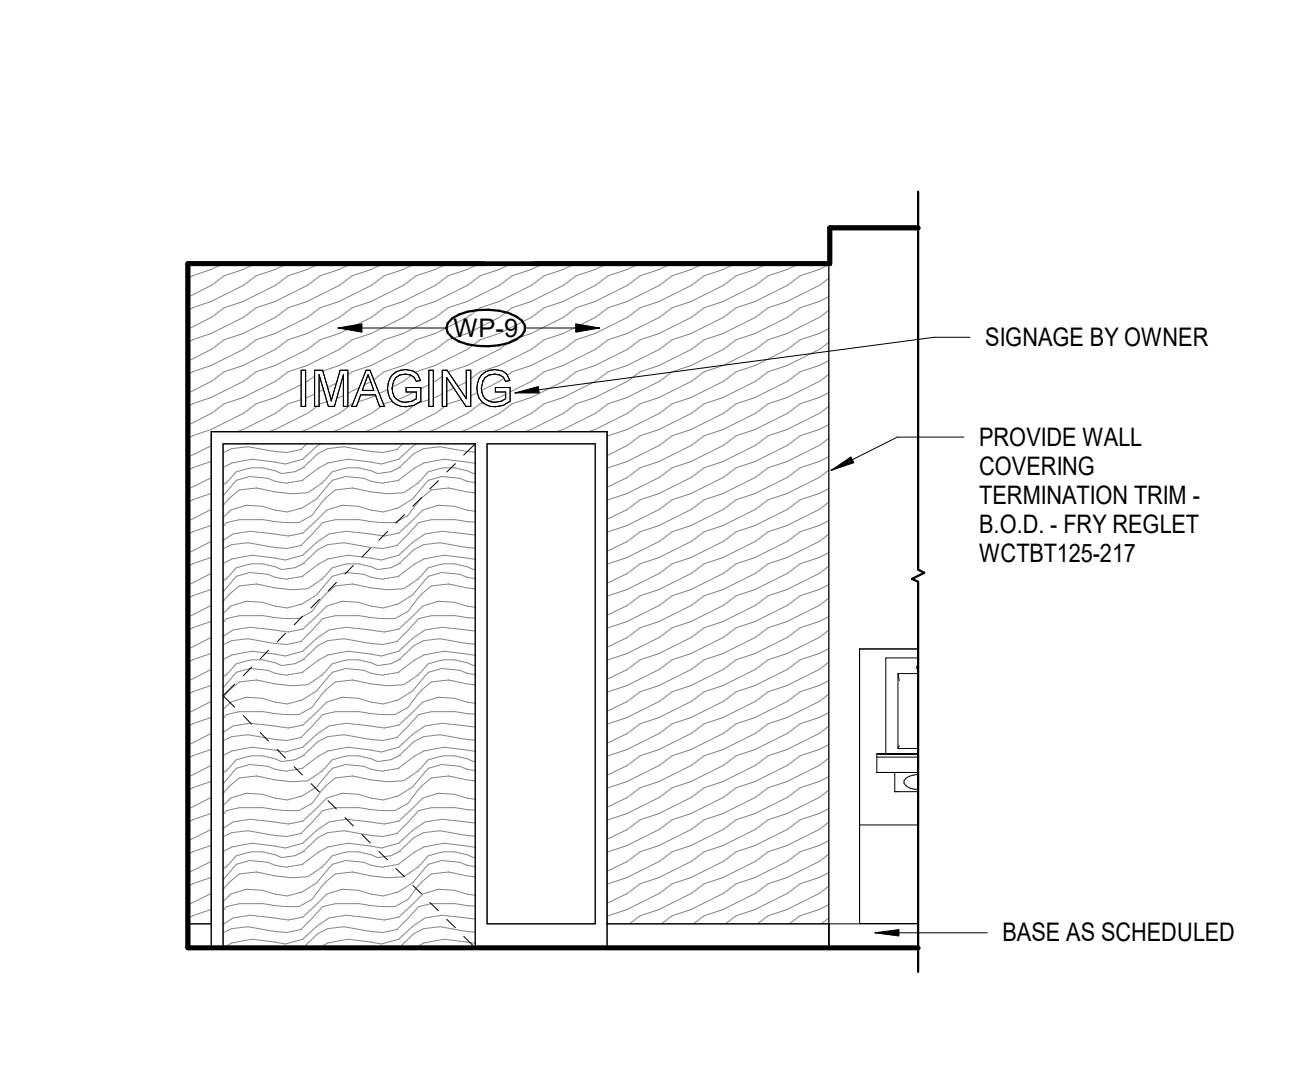 WP-9
IMAGING
SIGNAGE BY OWNER
PROVIDE WALL
COVERING
TERMINATION TRIM -
B.O.D. - FRY REGLET
WCTBT125-217
BASE AS SCHEDULED